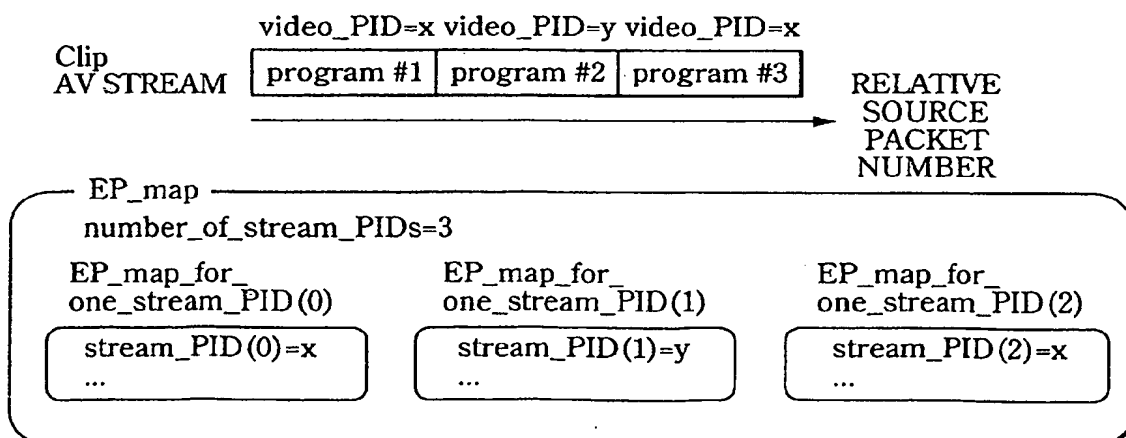 video_PID=x video_PID=y video_PID=x
Clip
AV STREAM
program #1 program #2 program #3
RELATIVE
SOURCE
PACKET
NUMBER
EP_map
number_of_stream_PIDs=3
EP_map_for_
one_stream_PID(0)
stream_PID(0)=x
...
EP_map_for_
one_stream_PID(1)
stream_PID(1)=y
...
EP_map_for_
one_stream_PID(2)
stream_PID(2)=x
...